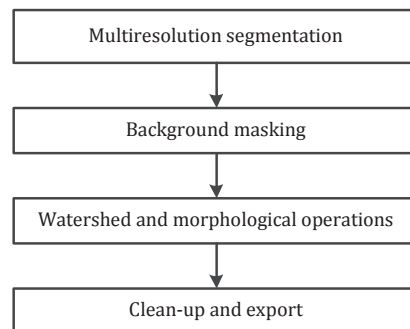 Multiresolution segmentation
Background masking
Watershed and morphological operations
Clean-up and export